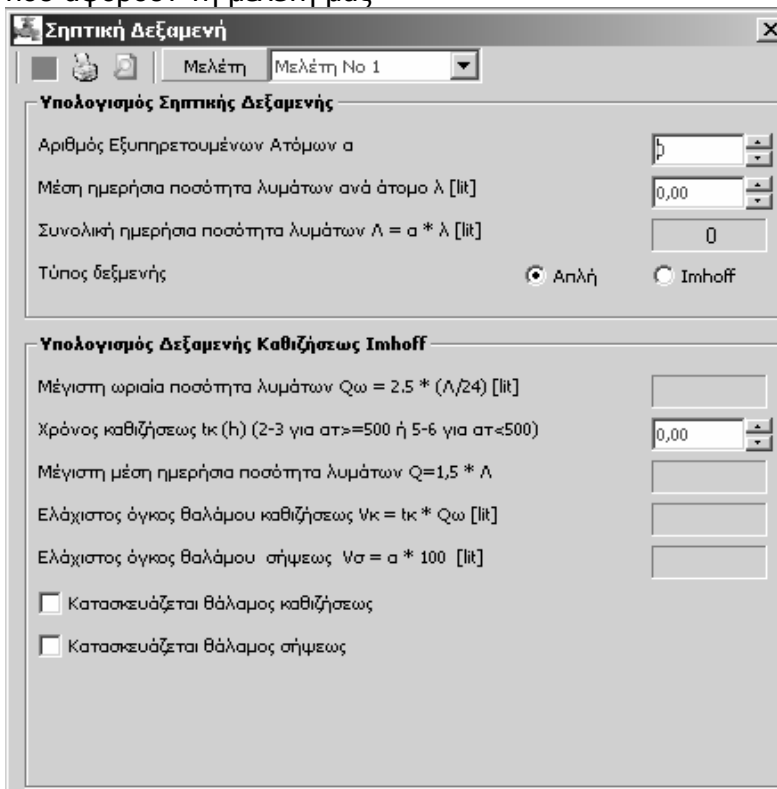 Σηπτική Δεξαμενή
Μελέτη Μελέτη No 1
Υπολογισμός Σηπτικής Δεξαμενής
Αριθμός Εξυπηρετουμένων Ατόμων α
Μέση ημερήσια ποσότητα λυμάτων ανά άτομο λ [lit] 0,00
Συνολική ημερήσια ποσότητα λυμάτων Λ = α * λ [lit] 0
Τύπος δεξμενής Απλή Imhoff
Υπολογισμός Δεξαμενής Καθιζήσεως Imhoff
Μέγιστη ωριαία ποσότητα λυμάτων Qω = 2.5 * (Λ/24) [lit]
Χρόνος καθιζήσεως tκ (h) (2-3 για ατ>=500 ή 5-6 για ατ<500) 0,00
Μέγιστη μέση ημερήσια ποσότητα λυμάτων Q=1,5 * Λ
Ελάχιστος όγκος θαλάμου καθιζήσεως Vκ = tκ * Qω [lit]
Ελάχιστος όγκος θαλάμου σήψεως Vσ = α * 100 [lit]
Κατασκευάζεται θάλαμος καθιζήσεως
Κατασκευάζεται θάλαμος σήψεως